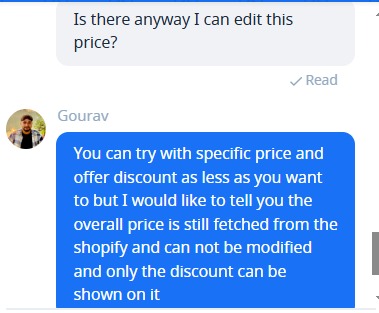 Is there anyway I can edit this
price?
Read
Gourav
You can try with specific price and
offer discount as less as you want
to but I would like to tell you the
overall price is still fetched from the
shopify and can not be modified
and only the discount can be
shown on it